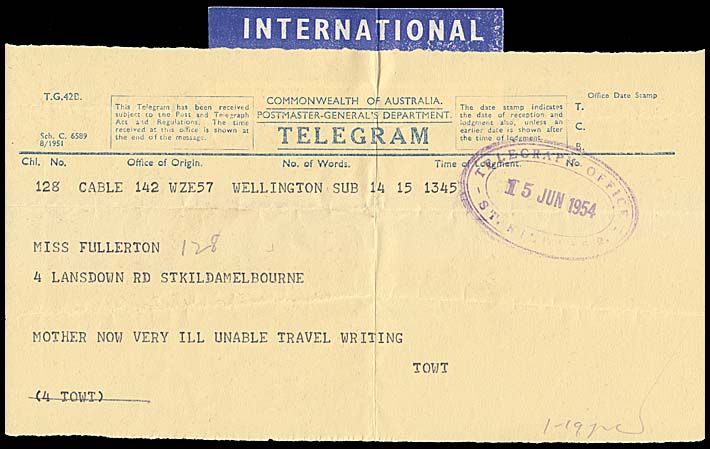 INTERNATIONAL
T.G.42B.
Sch. C. 6589
8/1951
This Telegram has been received
subject to the Post and Telegraph
Act and Regulations. The time
received at this office is shown at
the end of the message.
COMMONWEALTH OF AUSTRALIA.
POSTMASTER-GENERAL'S DEPARTMENT.
TELEGRAM
The date stamp indicates
the date of reception and
lodgment also, unless an
earlier date is shown after
the time of lodgment.
Office Date Stamp
T.
C.
B.
Chl. No. Office of Origin. No. of Words. Time of Lodgment. No.
128 CABLE 142 WZE57 WELLINGTON SUB 14 15 1345
TELEGRAPH OFFICE
15 JUN 1954
ST.
MISS FULLERTON 128
4 LANSDOWN RD STKILDAMELBOURNE
MOTHER NOW VERY ILL UNABLE TRAVEL WRITING
TOWT
(4 TOWT)